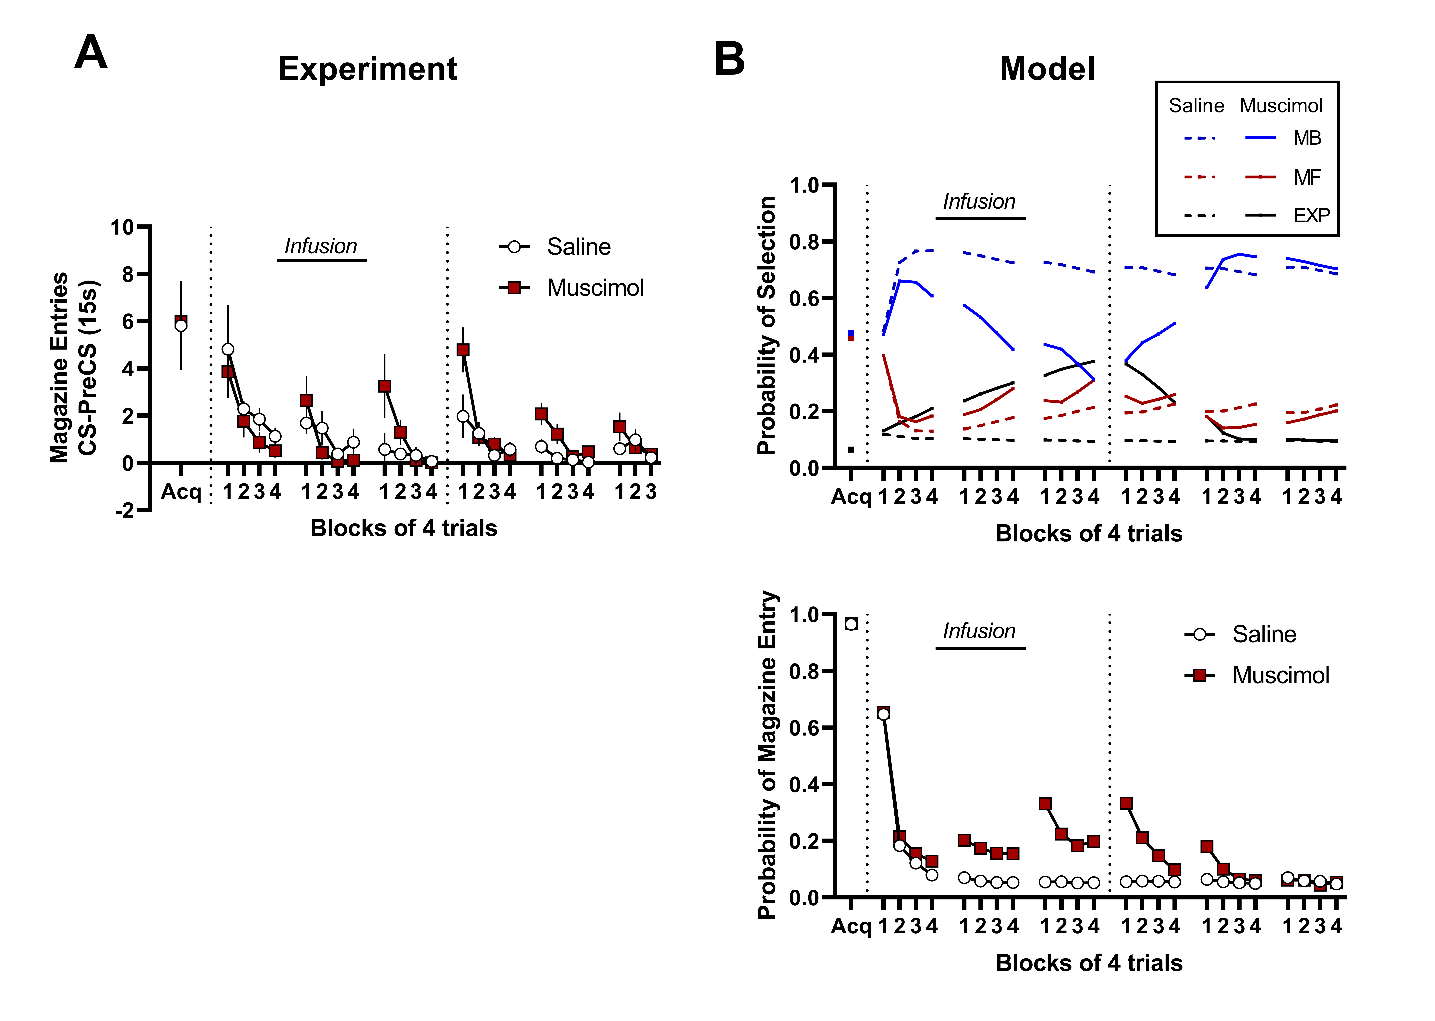 A
Experiment
10
8
6
4
2
0
-2
Magazine Entries
CS-PreCS (15s)
Infusion
Saline
Muscimol
Acq
1 2 3 4
1 2 3 4
1 2 3 4
1 2 3 4
1 2 3 4
1 2 3
Blocks of 4 trials
B
Model
Saline Muscimol
MB
MF
EXP
1.0
0.8
0.6
0.4
0.2
0.0
Probability of Selection
Infusion
Acq
1 2 3 4
1 2 3 4
1 2 3 4
1 2 3 4
1 2 3 4
1 2 3 4
Blocks of 4 trials
1.0
0.8
0.6
0.4
0.2
0.0
Probability of Magazine Entry
Infusion
Saline
Muscimol
Acq
1 2 3 4
1 2 3 4
1 2 3 4
1 2 3 4
1 2 3 4
1 2 3 4
Blocks of 4 trials